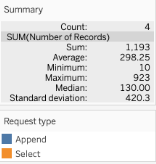 Summary
Count: 4
SUM(Number of Records)
Sum: 1,193
Average: 298.25
Minimum: 10
Maximum: 923
Median: 130.00
Standard deviation: 420.3
Request type
Append
Select